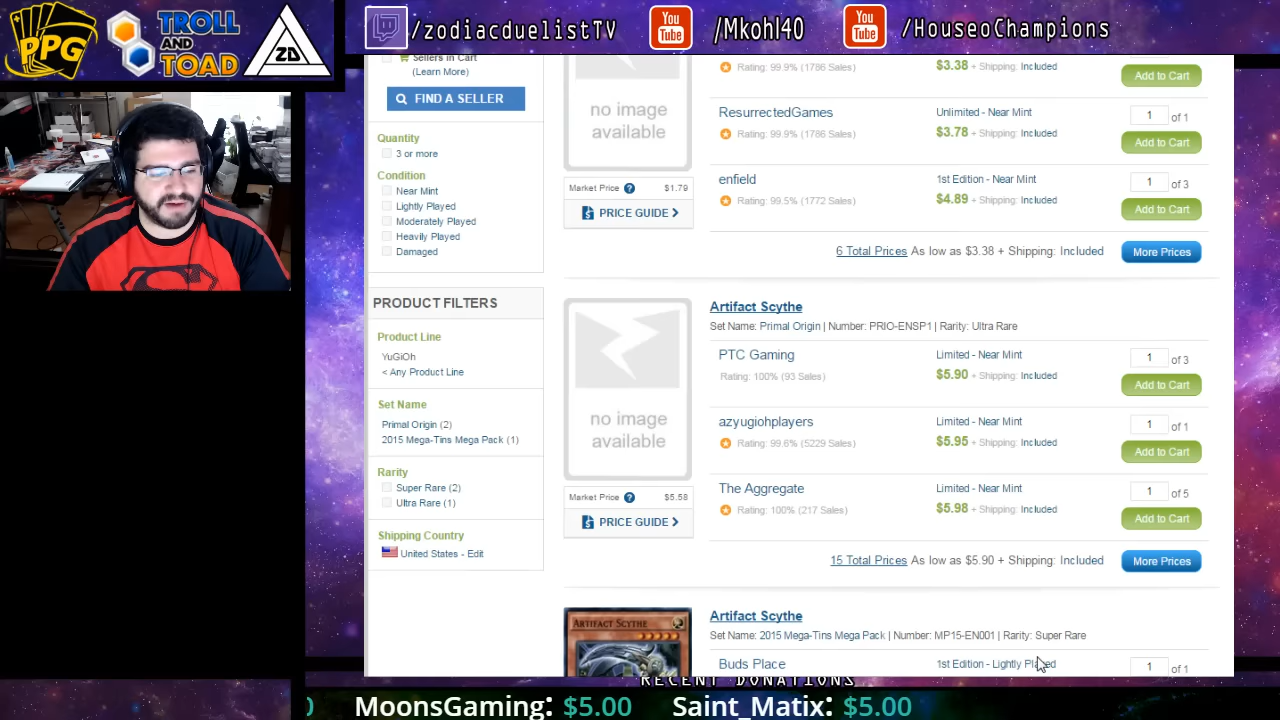 PPG
TROLL
AND
TOAD
ZD
/zodiacduelistTV
You
Tube
/Mkohl40
You
Tube
/HouseoChampions
Sellers in Cart
(Learn More)
FIND A SELLER
Quantity
3 or more
Condition
Near Mint
Lightly Played
Moderately Played
Heavily Played
Damaged
PRODUCT FILTERS
Product Line
YuGiOh
< Any Product Line
Set Name
Primal Origin (2)
2015 Mega-Tins Mega Pack (1)
Rarity
Super Rare (2)
Ultra Rare (1)
Shipping Country
United States - Edit
no image
available
Market Price ? $1.79
PRICE GUIDE
Rating: 99.9% (1786 Sales) $3.38 + Shipping: Included
Add to Cart
ResurrectedGames Unlimited - Near Mint 1 of 1
Rating: 99.9% (1786 Sales) $3.78 + Shipping: Included
Add to Cart
enfield 1st Edition - Near Mint 1 of 3
Rating: 99.5% (1772 Sales) $4.89 + Shipping: Included
Add to Cart
6 Total Prices As low as $3.38 + Shipping: Included More Prices
Artifact Scythe
Set Name: Primal Origin | Number: PRIO-ENSP1 | Rarity: Ultra Rare
no image
available
Market Price ? $5.58
PRICE GUIDE
PTC Gaming Limited - Near Mint 1 of 3
Rating: 100% (93 Sales) $5.90 + Shipping: Included
Add to Cart
azyugiohplayers Limited - Near Mint 1 of 1
Rating: 99.6% (5229 Sales) $5.95 + Shipping: Included
Add to Cart
The Aggregate Limited - Near Mint 1 of 5
Rating: 100% (217 Sales) $5.98 + Shipping: Included
Add to Cart
15 Total Prices As low as $5.90 + Shipping: Included More Prices
ARTIFACT SCYTHE
Artifact Scythe
Set Name: 2015 Mega-Tins Mega Pack | Number: MP15-EN001 | Rarity: Super Rare
Buds Place 1st Edition - Lightly Played 1 of 1
RECENT DONATIONS
0 MoonsGaming: $5.00 Saint_Matix: $5.00